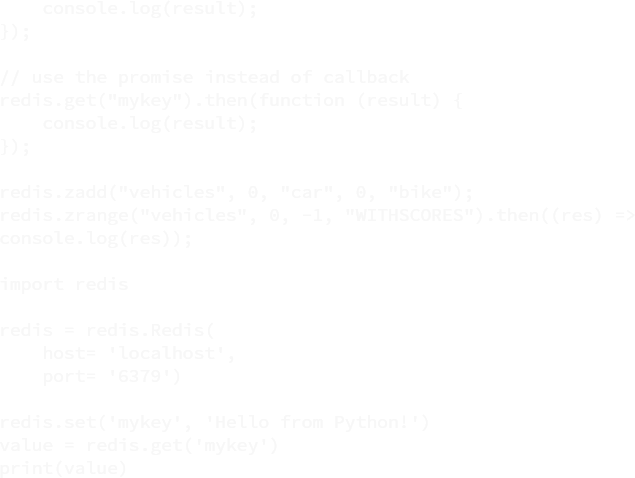 console.log(result);
});
// use the promise instead of callback
redis.get("mykey").then(function (result) {
console.log(result);
});
redis.zadd("vehicles", 0, "car", 0, "bike");
redis.zrange("vehicles", 0, -1, "WITHSCORES").then((res) =>
console.log(res));
import redis
redis = redis.Redis(
host= 'localhost',
port= '6379')
redis.set('mykey', 'Hello from Python!')
value = redis.get('mykey')
print(value)